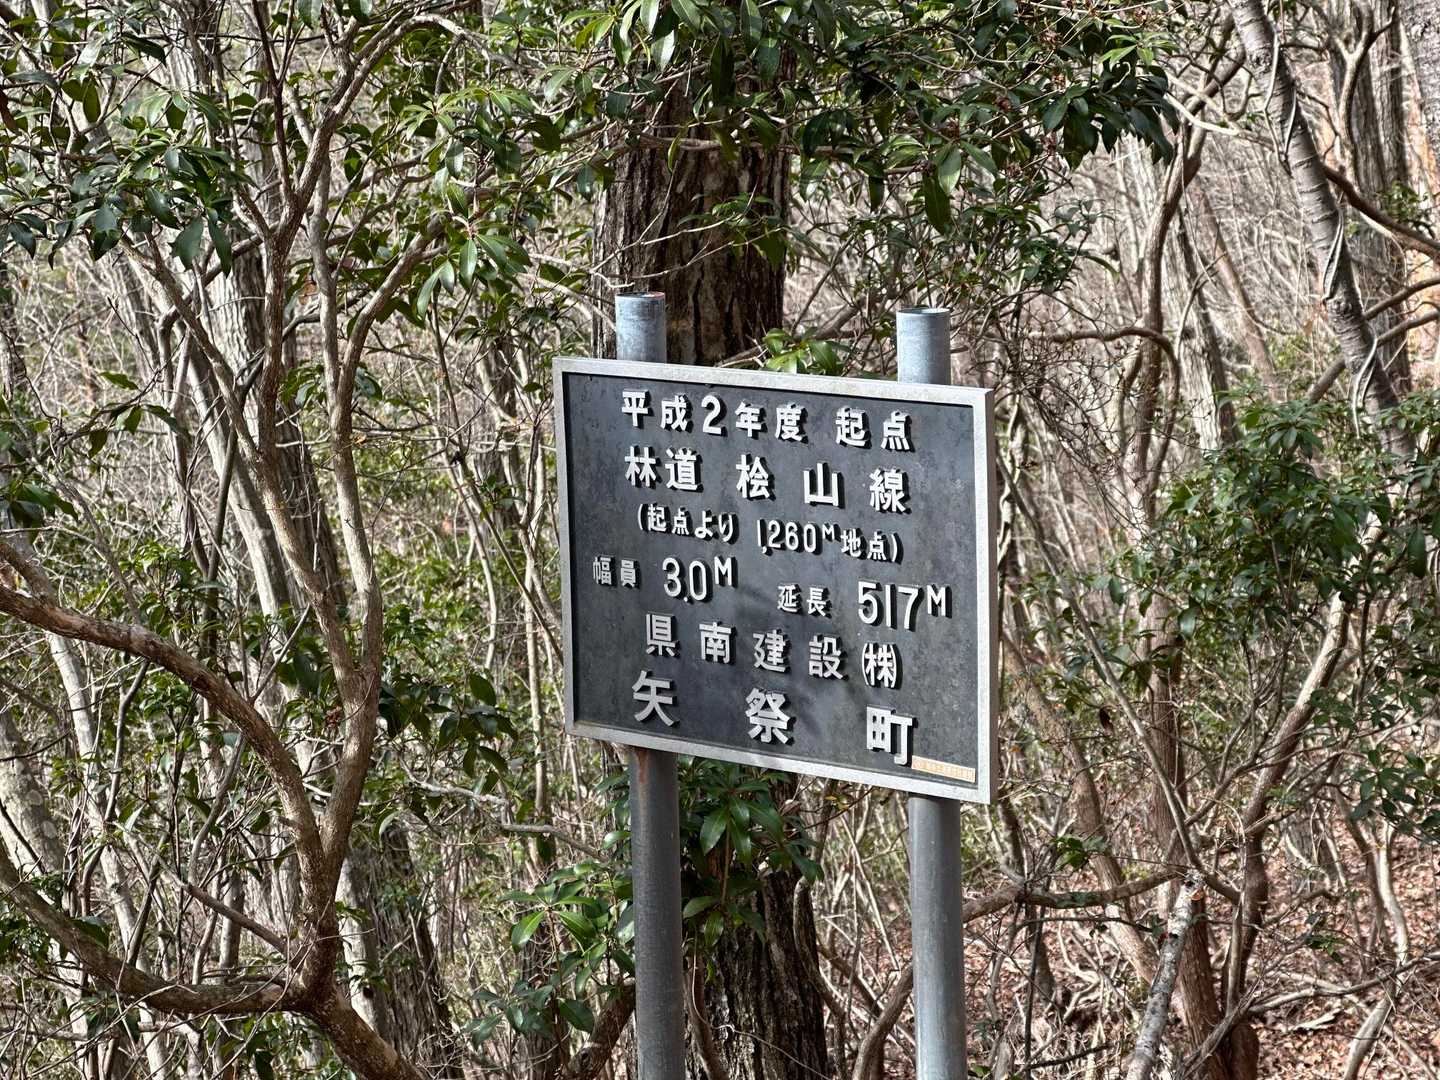 平成2年度 起点
林道 桧山線
(起点より 1,260M地点)
幅員 3.0M 延長 517M
県南建設(株)
矢祭町